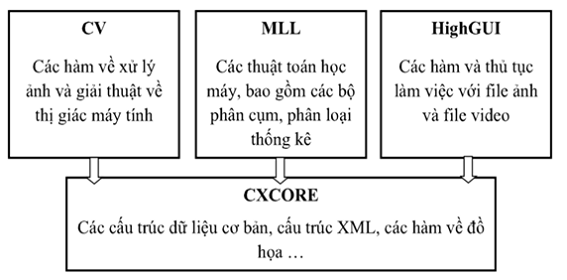 CV
Các hàm về xử lý
ảnh và giải thuật về
thị giác máy tính
MLL
Các thuật toán học
máy, bao gồm các bộ
phân cụm, phân loại
thống kê
HighGUI
Các hàm và thủ tục
làm việc với file ảnh
và file video
CXCORE
Các cấu trúc dữ liệu cơ bản, cấu trúc XML, các hàm về đồ
họa …